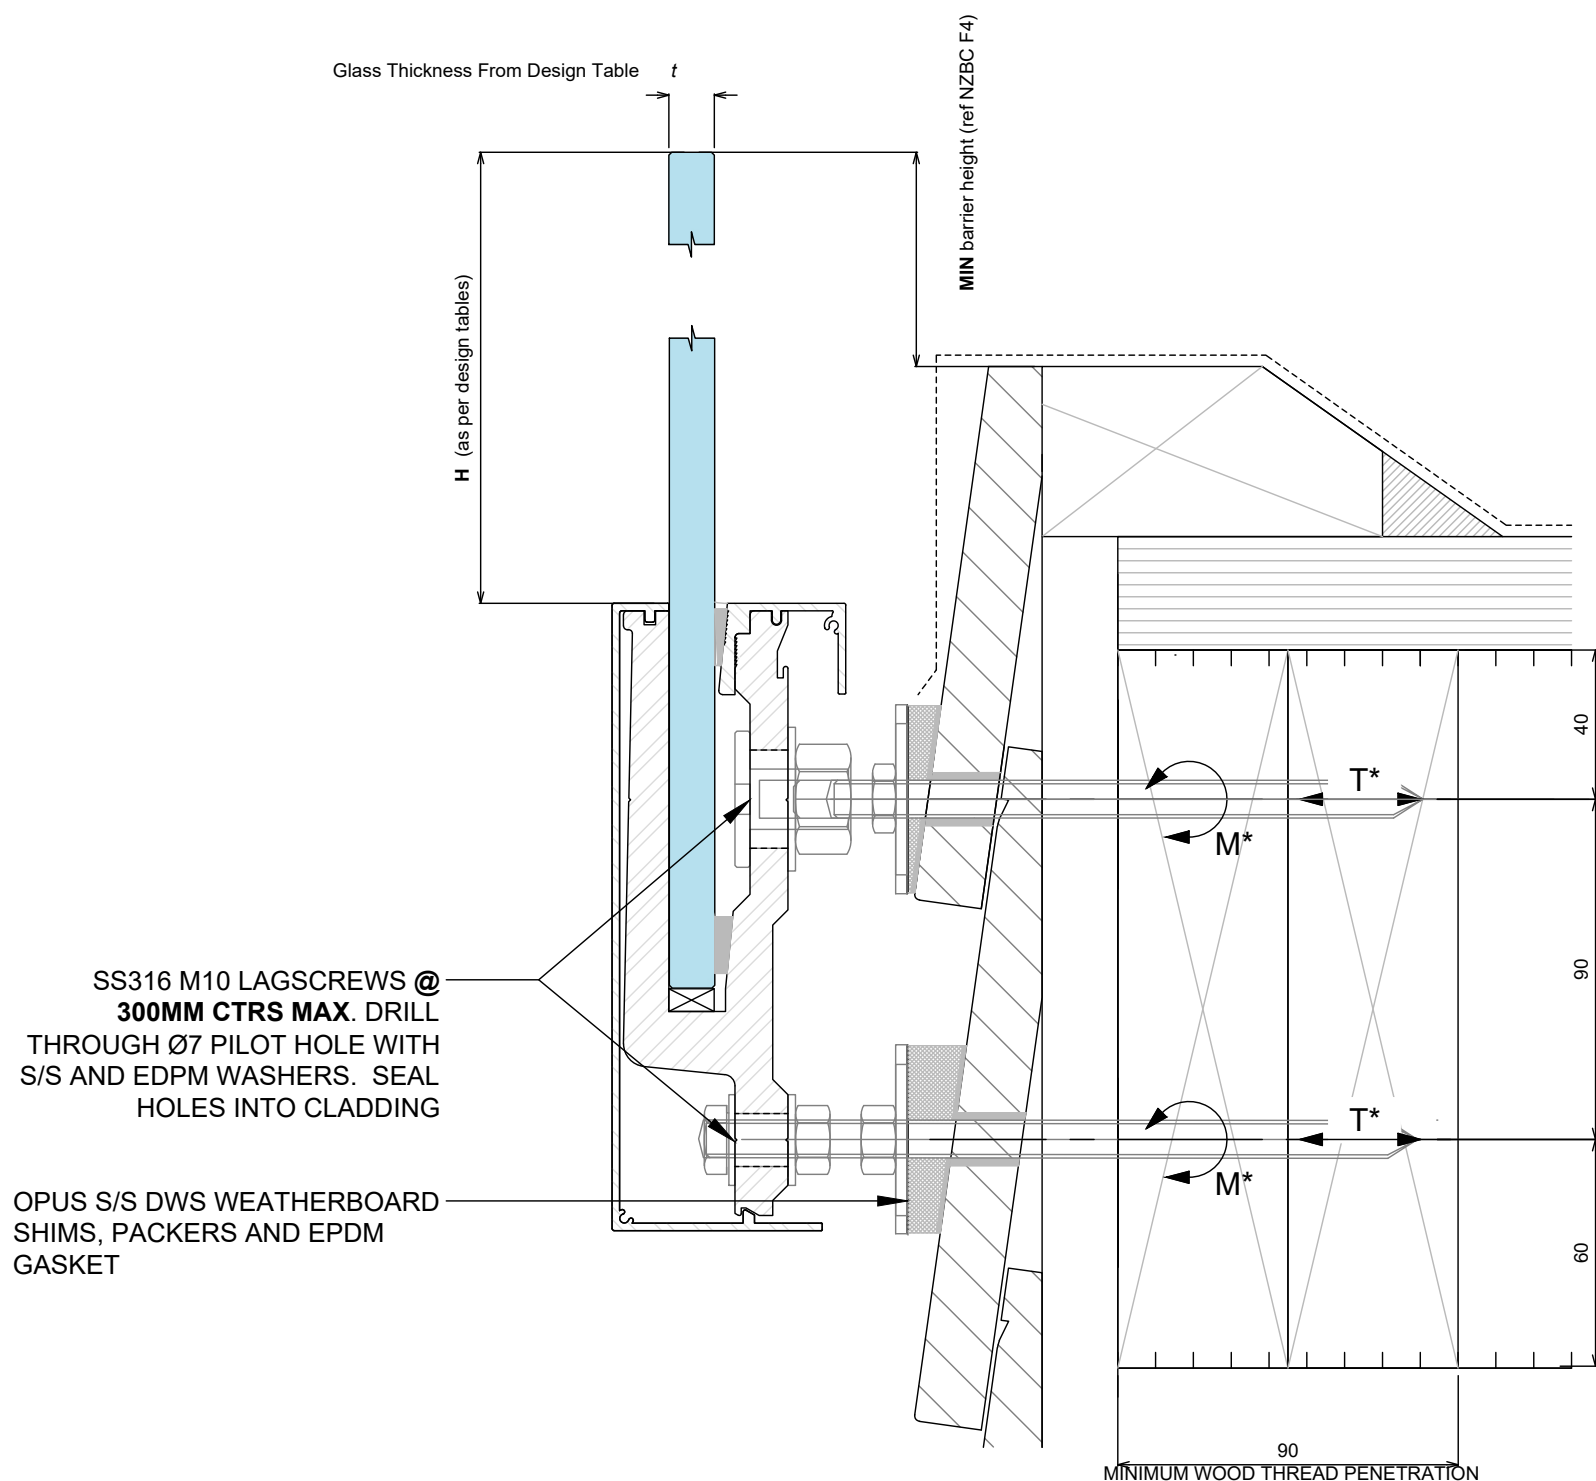 Glass Thickness From Design Table t
MIN barrier height (ref NZBC F4)
H (as per design tables)
40
T*
M*
90
SS316 M10 LAGSCREWS @
300MM CTRS MAX. DRILL
THROUGH Ø7 PILOT HOLE WITH
S/S AND EDPM WASHERS. SEAL
HOLES INTO CLADDING
T*
M*
OPUS S/S DWS WEATHERBOARD
SHIMS, PACKERS AND EPDM
GASKET
60
90
MINIMUM WOOD THREAD PENETRATION